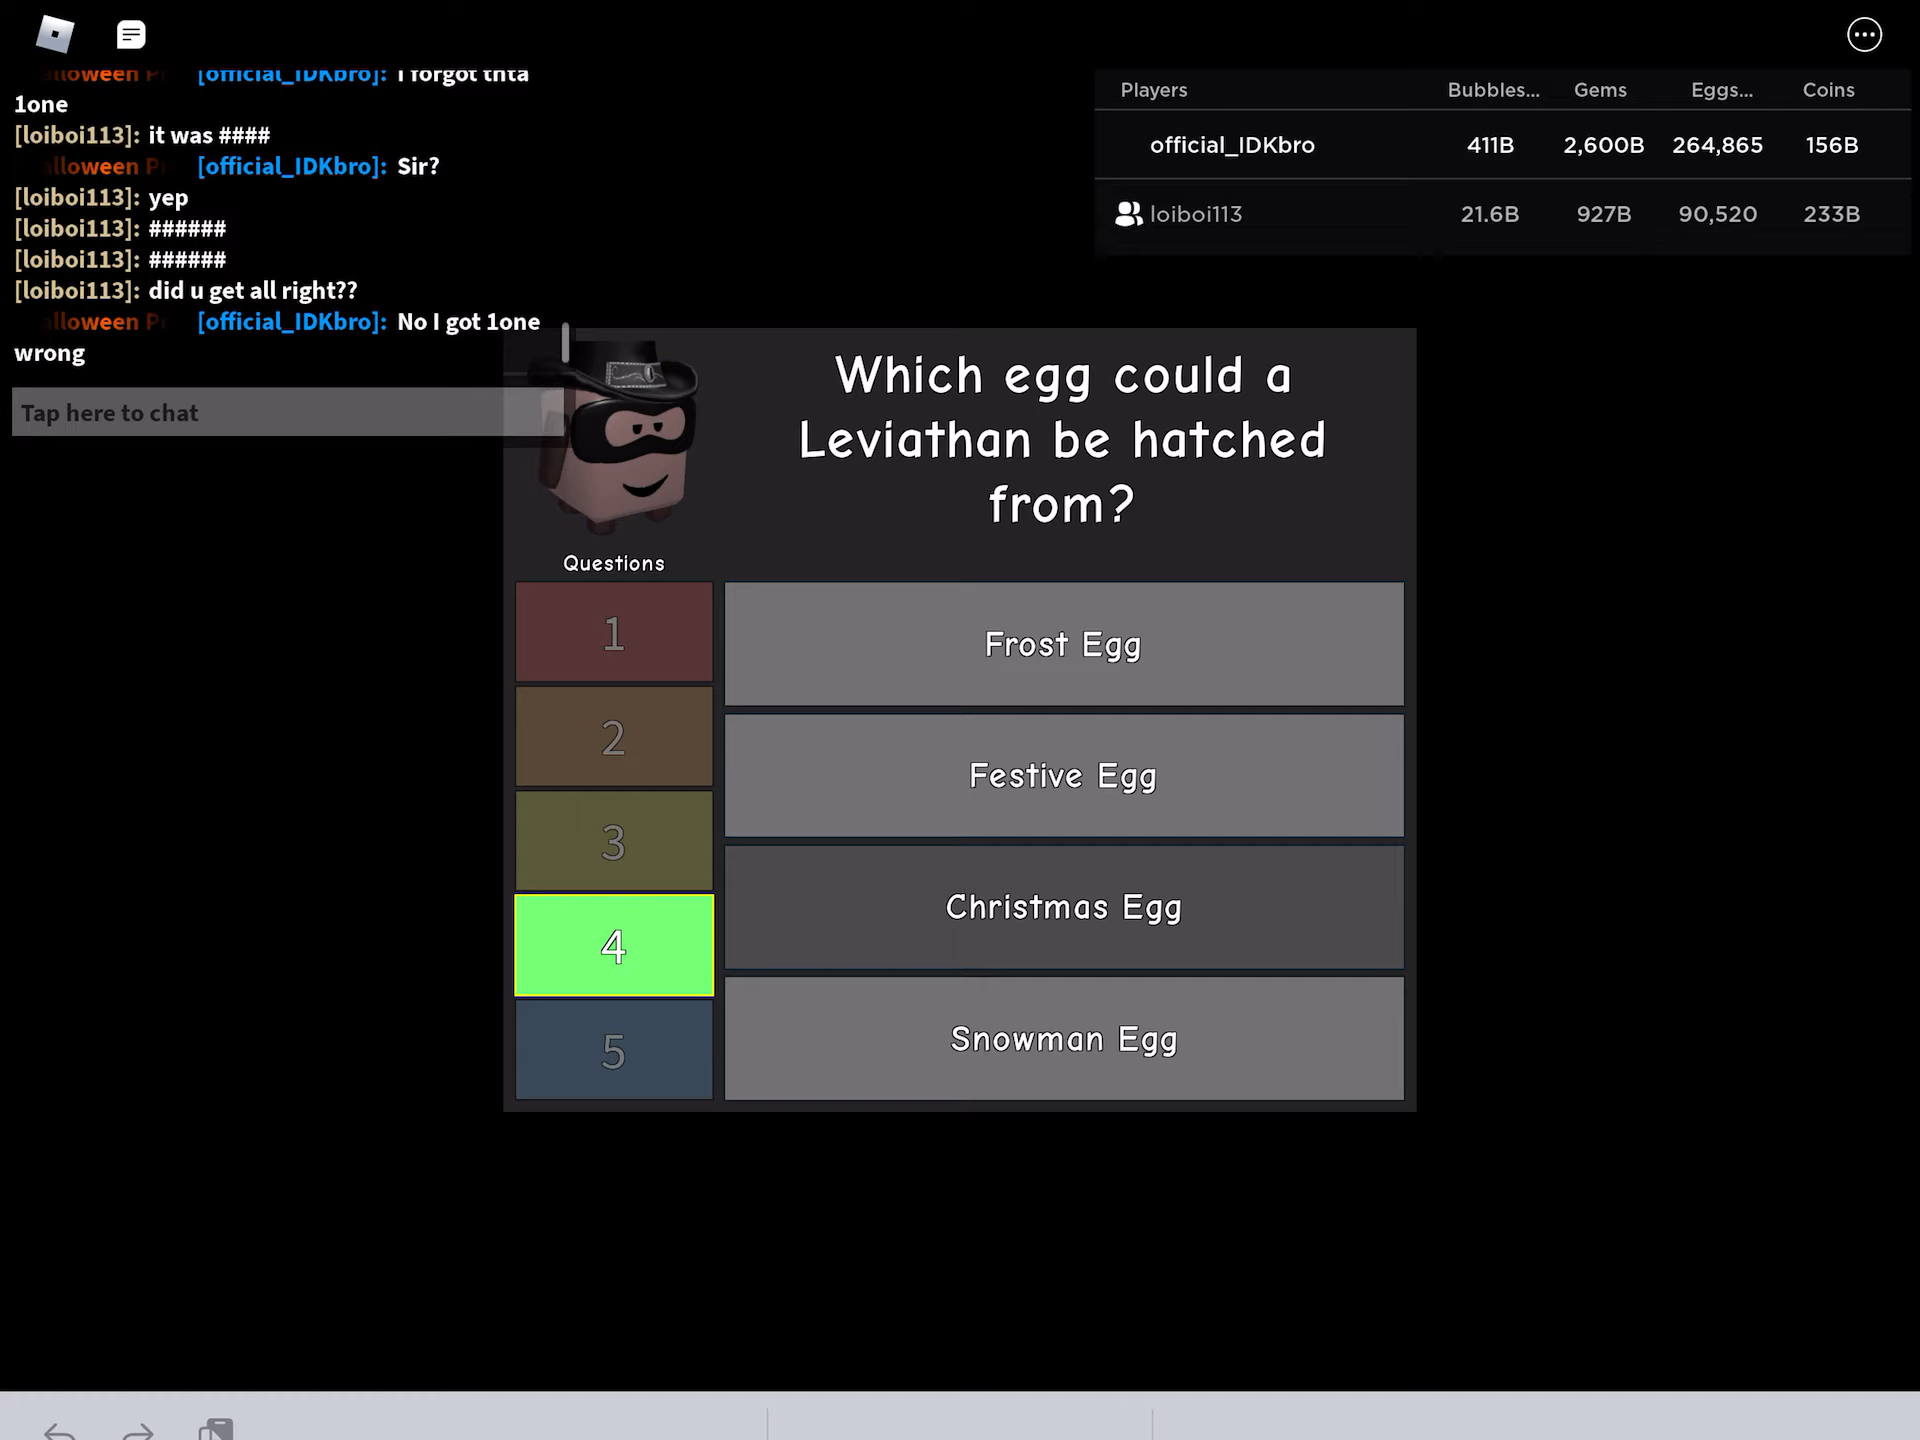 [official_IDKbro]: I forgot thta
1one
[loiboi113]: it was ####
alloween P [official_IDKbro]: Sir?
[loiboi113]: yep
[loiboi113]: ######
[loiboi113]: ######
[loiboi113]: did u get all right??
alloween P [official_IDKbro]: No I got 1one
wrong
Tap here to chat
Players Bubbles... Gems Eggs... Coins
official_IDKbro 411B 2,600B 264,865 156B
loiboi113 21.6B 927B 90,520 233B
Which egg could a
Leviathan be hatched
from?
Questions
1
2
3
4
5
Frost Egg
Festive Egg
Christmas Egg
Snowman Egg